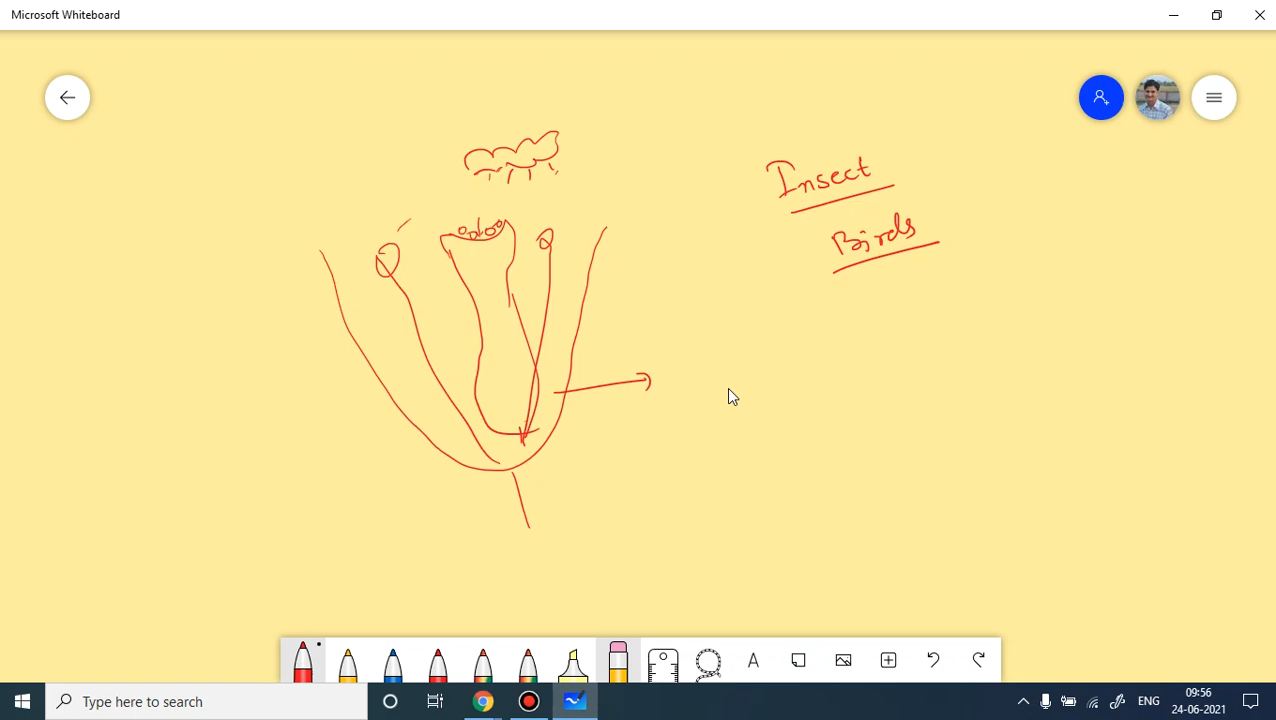 Microsoft Whiteboard
Insect
Birds
A
Type here to search
ENG
09:56
24-06-2021